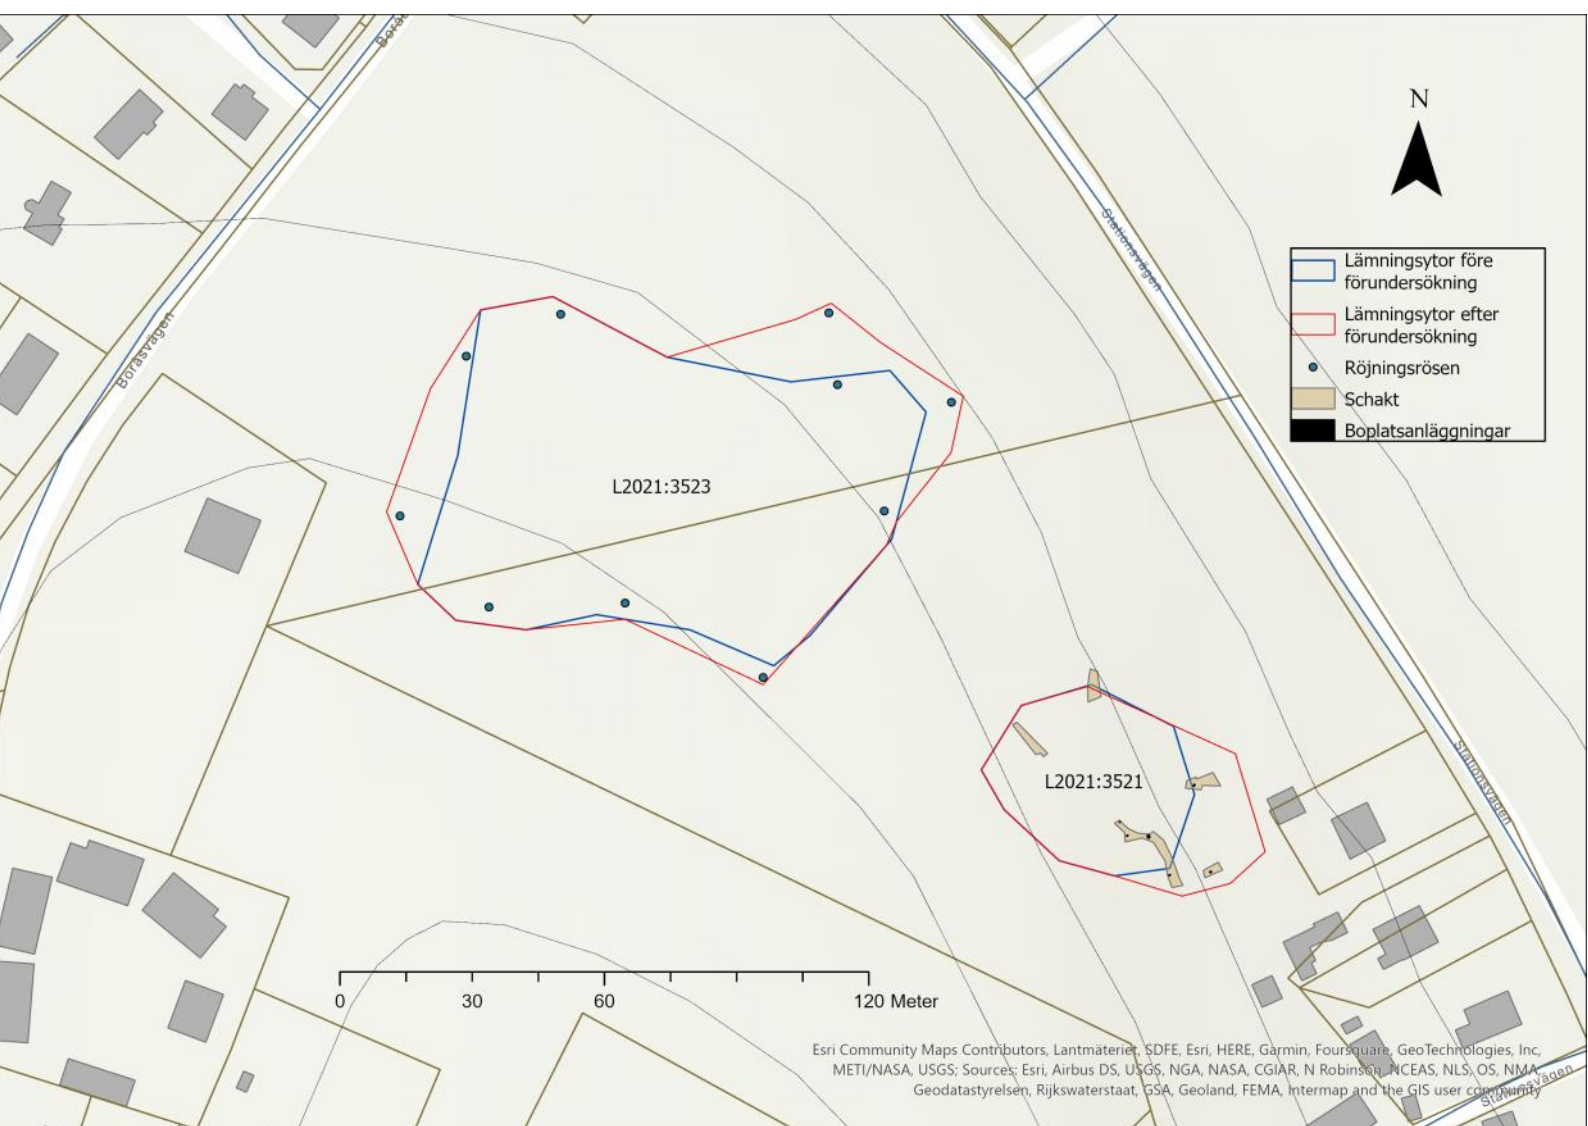 Borås
N
Stationsvägen
Lämningsytor före
förundersökning
Lämningsytor efter
förundersökning
Röjningsrösen
Schakt
Boplatsanläggningar
Boråsvägen
L2021:3523
Stationsvägen
L2021:3521
0 30 60 120 Meter
Esri Community Maps Contributors, Lantmäteriet, SDFE, Esri, HERE, Garmin, Foursquare, GeoTechnologies, Inc,
METI/NASA, USGS; Sources: Esri, Airbus DS, USGS, NGA, NASA, CGIAR, N Robinson, NCEAS, NLS, OS, NMA,
Geodatastyrelsen, Rijkswaterstaat, GSA, Geoland, FEMA, Intermap and the GIS user community
Stationsvägen